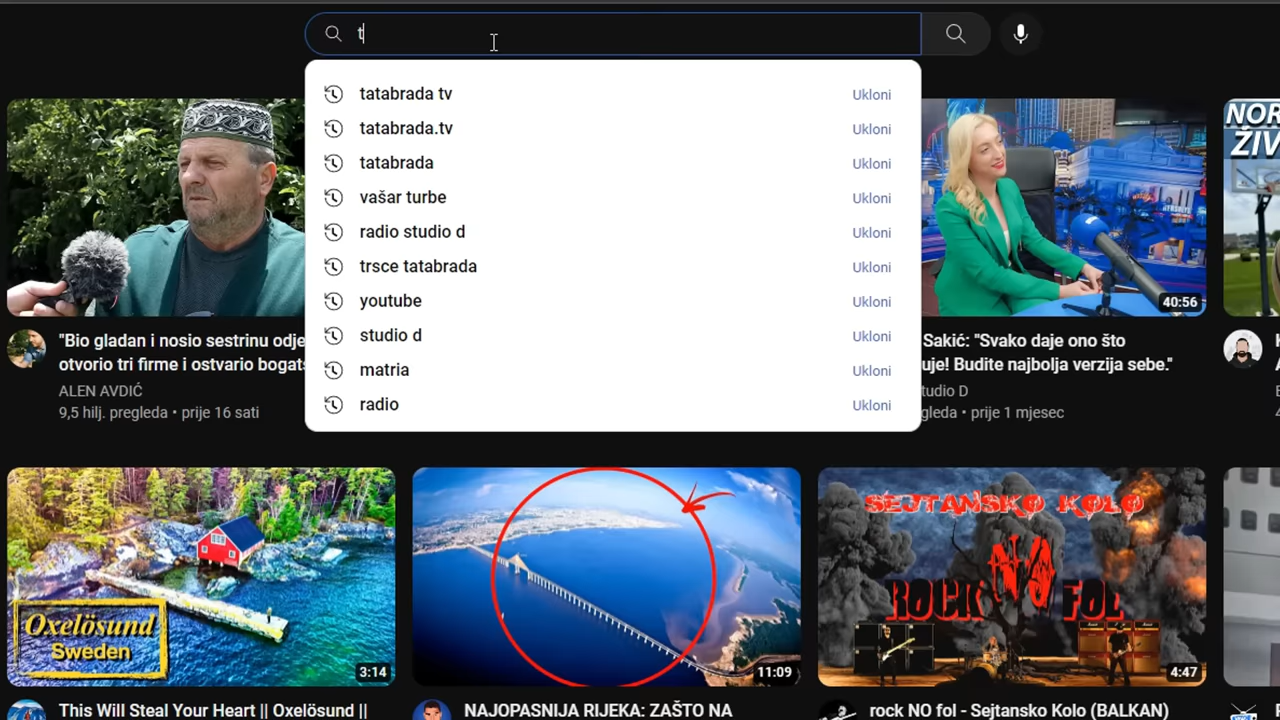 t
tatabrada tv Ukloni
tatabrada.tv Ukloni
tatabrada Ukloni
vašar turbe Ukloni
radio studio d Ukloni
trsce tatabrada Ukloni
youtube Ukloni
studio d Ukloni
matria Ukloni
radio Ukloni
40:56
NOR
ŽIV
"Bio gladan i nosio sestrinu odje
otvorio tri firme i ostvario bogats
ALEN AVDIĆ
9,5 hilj. pregleda • prije 16 sati
Sakić: "Svako daje ono što
uje! Budite najbolja verzija sebe."
tudio D
gleda • prije 1 mjesec
Oxelösund
Sweden
3:14
11:09
SEJTANSKO KOLO
ROCK NO FOL
4:47
This Will Steal Your Heart || Oxelösund ||
NAJOPASNIJA RIJEKA: ZAŠTO NA
rock NO fol - Sejtansko Kolo (BALKAN)